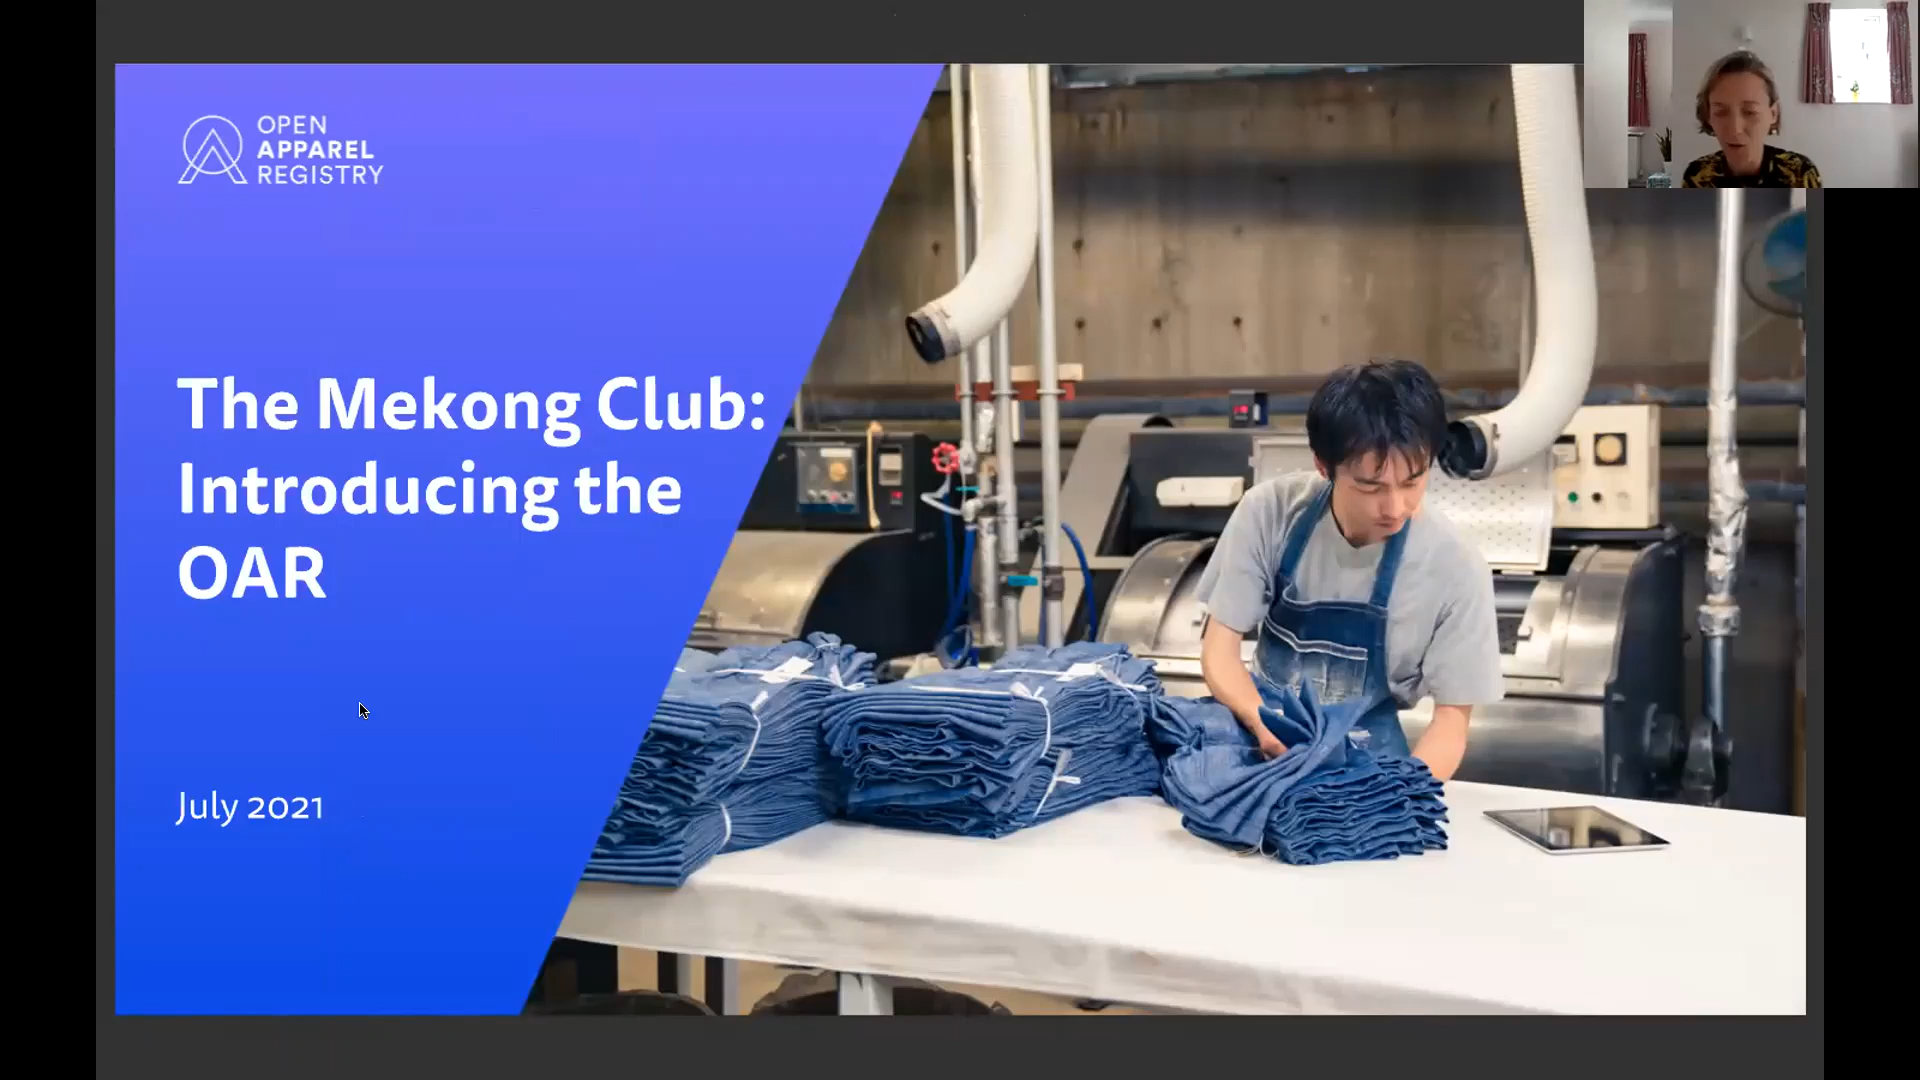 OPEN
APPAREL
REGISTRY
The Mekong Club:
Introducing the
OAR
July 2021